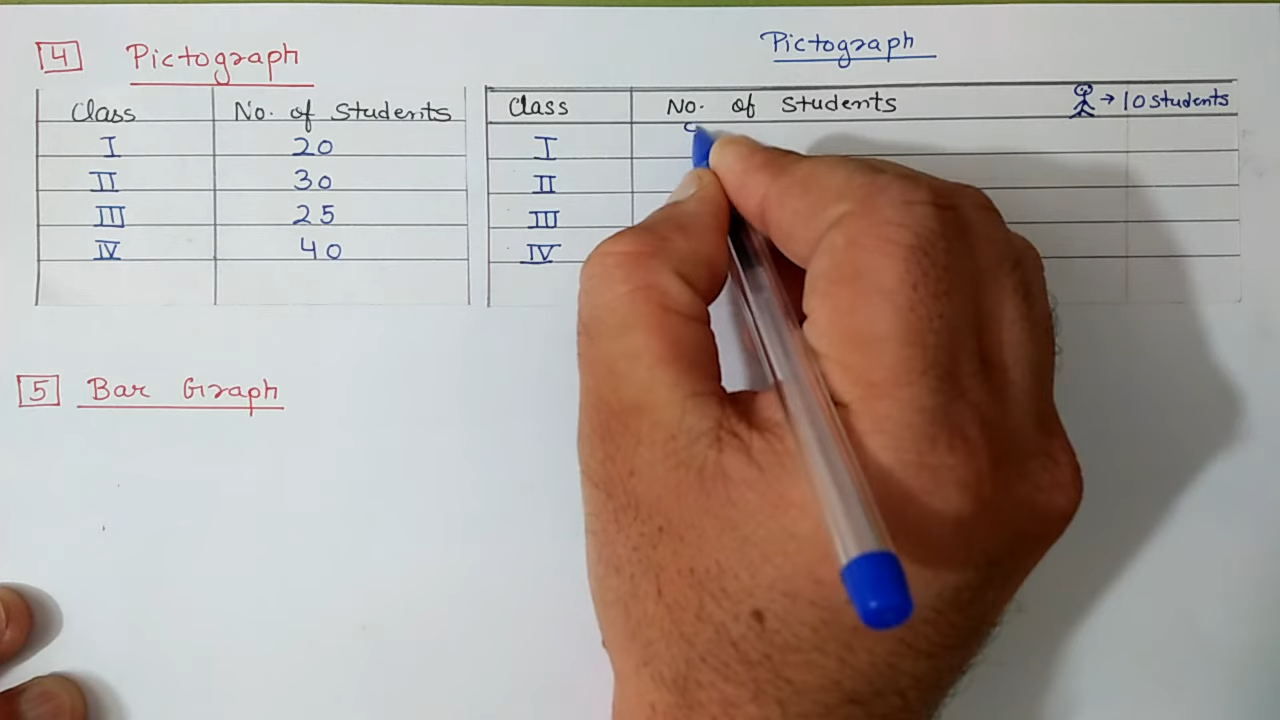 4 Pictograph
Class No. of Students
I 20
II 30
III 25
IV 40
Pictograph
Class No. of Students → 10 Students
I
II
III
IV
5 Bar Graph